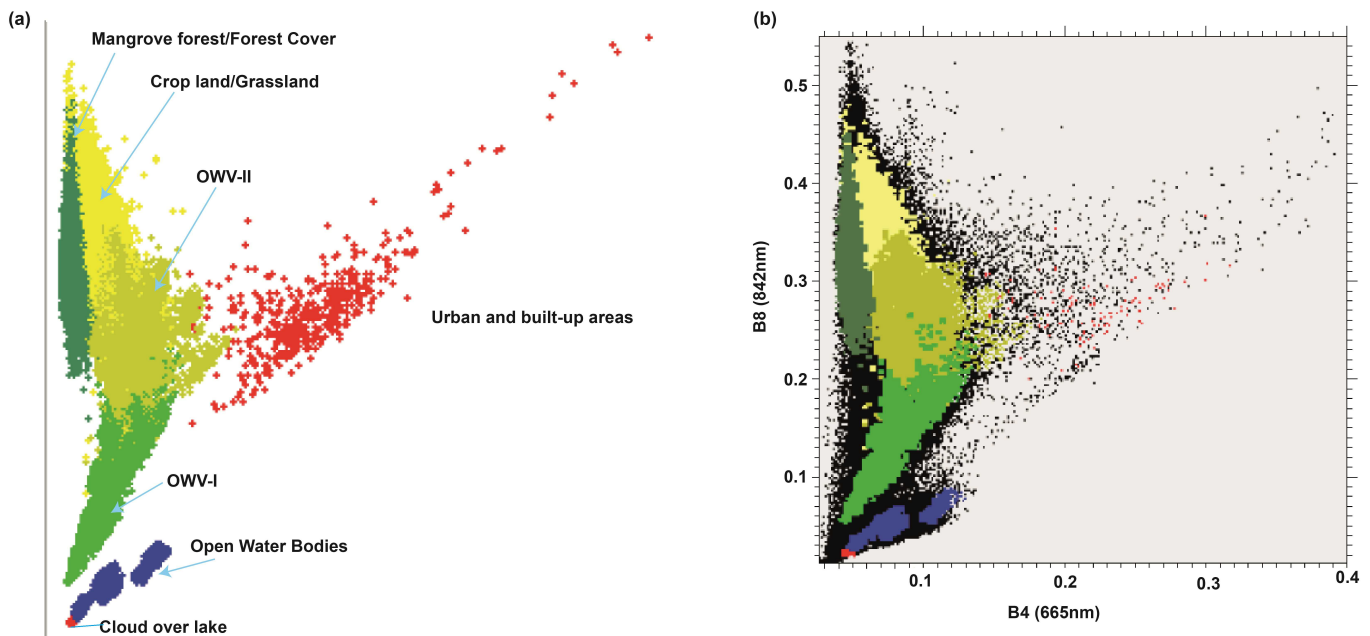 (a)
Mangrove forest/Forest Cover
Crop land/Grassland
OWV-II
Urban and built-up areas
OWV-I
Open Water Bodies
Cloud over lake
(b)
0.5
0.4
0.3
0.2
0.1
B8 (842nm)
0.1
0.2
0.3
0.4
B4 (665nm)